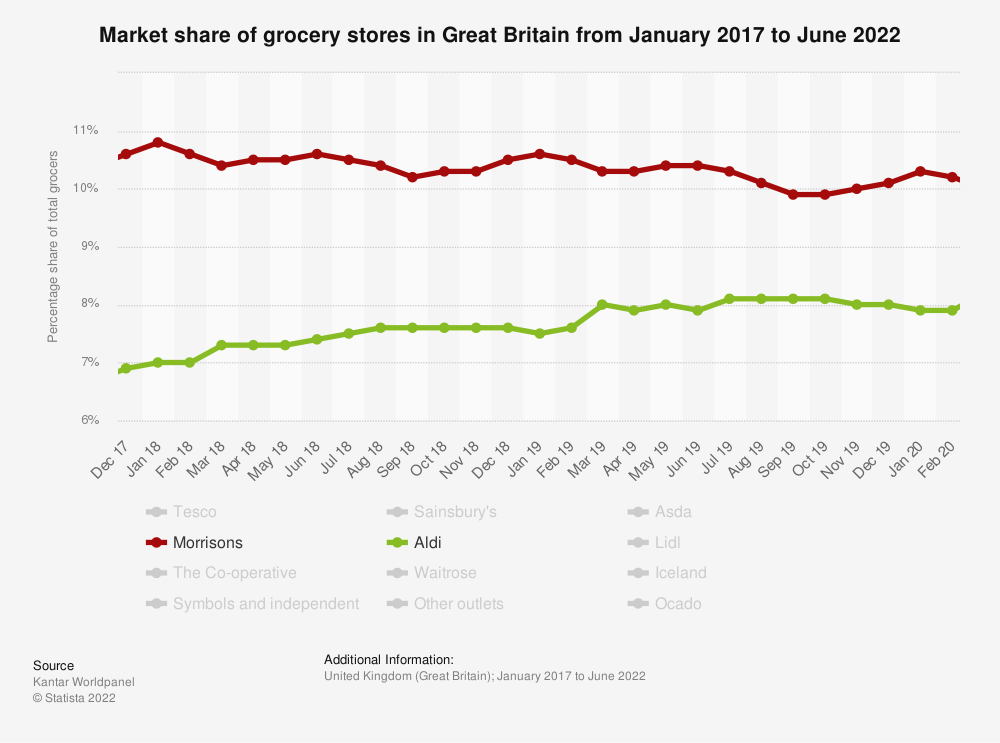 Market share of grocery stores in Great Britain from January 2017 to June 2022
Percentage share of total grocers
11%
10%
9%
8%
7%
6%
Dec 17
Jan 18
Feb 18
Mar 18
Apr 18
May 18
Jun 18
Jul 18
Aug 18
Sep 18
Oct 18
Nov 18
Dec 18
Jan 19
Feb 19
Mar 19
Apr 19
May 19
Jun 19
Jul 19
Aug 19
Sep 19
Oct 19
Nov 19
Dec 19
Jan 20
Feb 20
Tesco
Sainsbury's
Asda
Morrisons
Aldi
Lidl
The Co-operative
Waitrose
Iceland
Symbols and independent
Other outlets
Ocado
Source
Kantar Worldpanel
© Statista 2022
Additional Information:
United Kingdom (Great Britain); January 2017 to June 2022